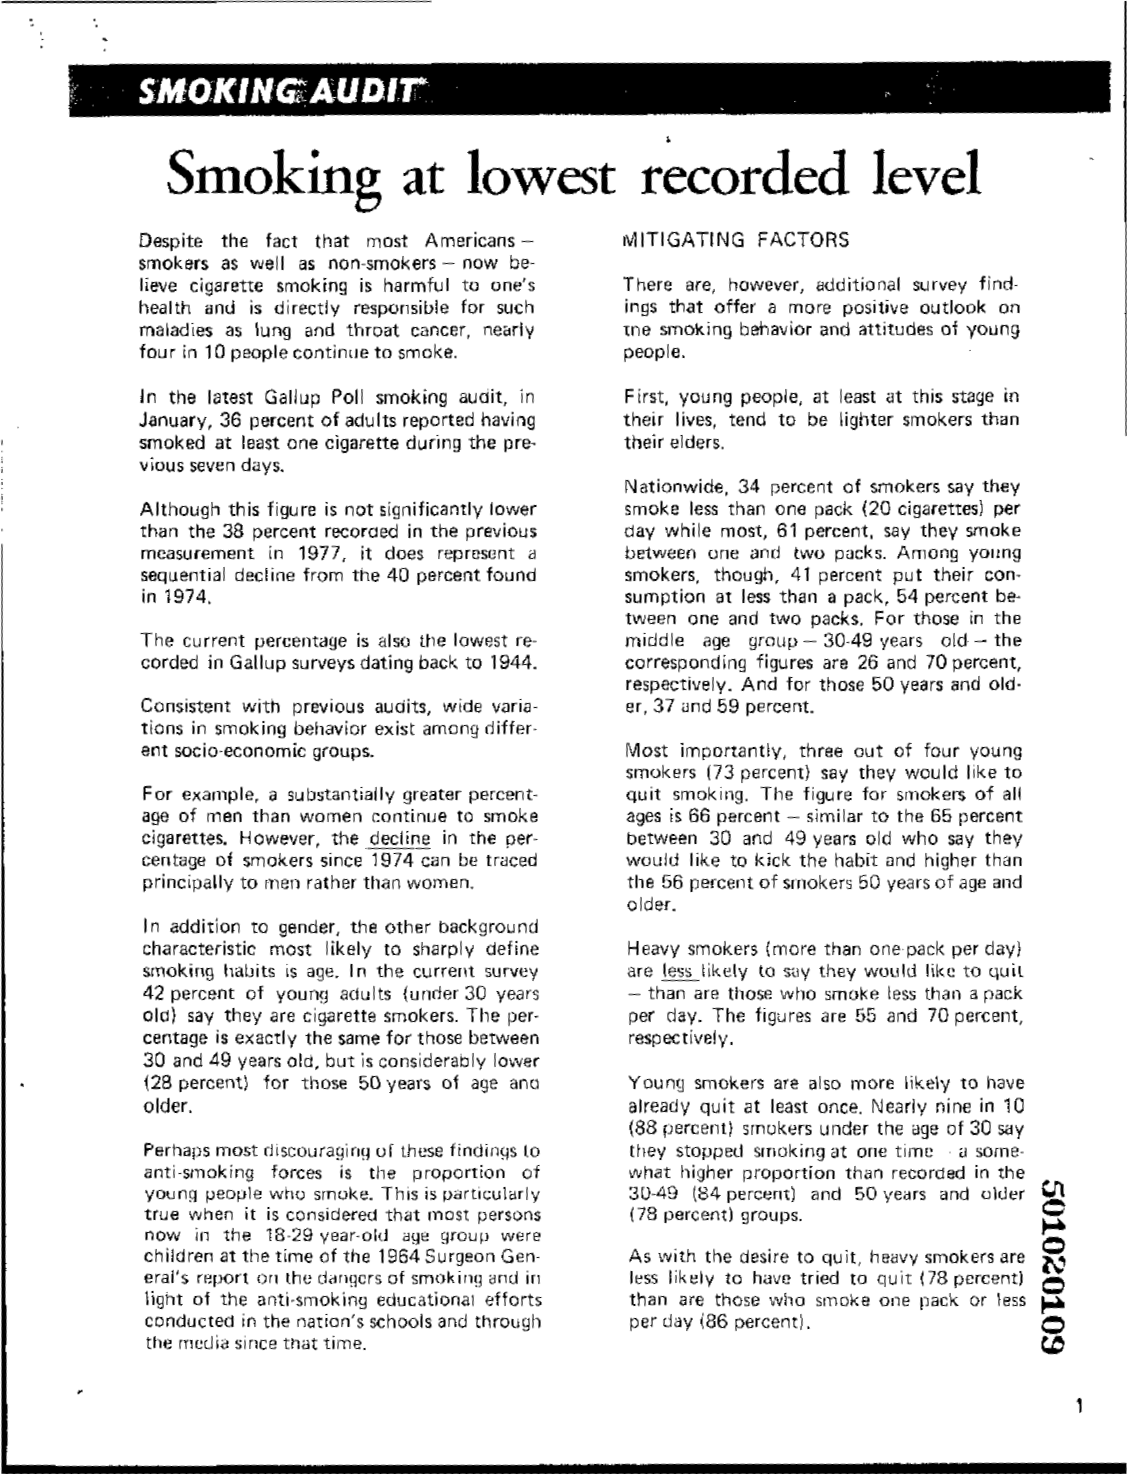 SMOKING AUDIT
Smoking at lowest recorded level
Despite the fact that most Americans —
smokers as well as non-smokers — now be-
lieve cigarette smoking is harmful to one's
health and is directly responsible for such
maladies as lung and throat cancer, nearly
four in 10 people continue to smoke.
In the latest Gallup Poll smoking audit, in
January, 36 percent of adults reported having
smoked at least one cigarette during the pre-
vious seven days.
Although this figure is not significantly lower
than the 38 percent recorded in the previous
measurement in 1977, it does represent a
sequential decline from the 40 percent found
in 1974.
The current percentage is also the lowest re-
corded in Gallup surveys dating back to 1944.
Consistent with previous audits, wide varia-
tions in smoking behavior exist among differ-
ent socio-economic groups.
For example, a substantially greater percent-
age of men than women continue to smoke
cigarettes. However, the decline in the per-
centage of smokers since 1974 can be traced
principally to men rather than women.
In addition to gender, the other background
characteristic most likely to sharply define
smoking habits is age. In the current survey
42 percent of young adults (under 30 years
old) say they are cigarette smokers. The per-
centage is exactly the same for those between
30 and 49 years old, but is considerably lower
(28 percent) for those 50 years of age and
older.
Perhaps most discouraging of these findings to
anti-smoking forces is the proportion of
young people who smoke. This is particularly
true when it is considered that most persons
now in the 18-29 year-old age group were
children at the time of the 1964 Surgeon Gen-
eral's report on the dangers of smoking and in
light of the anti-smoking educational efforts
conducted in the nation's schools and through
the media since that time.
MITIGATING FACTORS
There are, however, additional survey find-
ings that offer a more positive outlook on
the smoking behavior and attitudes of young
people.
First, young people, at least at this stage in
their lives, tend to be lighter smokers than
their elders.
Nationwide, 34 percent of smokers say they
smoke less than one pack (20 cigarettes) per
day while most, 61 percent, say they smoke
between one and two packs. Among young
smokers, though, 41 percent put their con-
sumption at less than a pack, 54 percent be-
tween one and two packs. For those in the
middle age group — 30-49 years old — the
corresponding figures are 26 and 70 percent,
respectively. And for those 50 years and old-
er, 37 and 59 percent.
Most importantly, three out of four young
smokers (73 percent) say they would like to
quit smoking. The figure for smokers of all
ages is 66 percent — similar to the 65 percent
between 30 and 49 years old who say they
would like to kick the habit and higher than
the 56 percent of smokers 50 years of age and
older.
Heavy smokers (more than one pack per day)
are less likely to say they would like to quit
— than are those who smoke less than a pack
per day. The figures are 55 and 70 percent,
respectively.
Young smokers are also more likely to have
already quit at least once. Nearly nine in 10
(88 percent) smokers under the age of 30 say
they stopped smoking at one time - a some-
what higher proportion than recorded in the
30-49 (84 percent) and 50 years and older
(78 percent) groups.
As with the desire to quit, heavy smokers are
less likely to have tried to quit (78 percent)
than are those who smoke one pack or less
per day (86 percent).
501020109
1